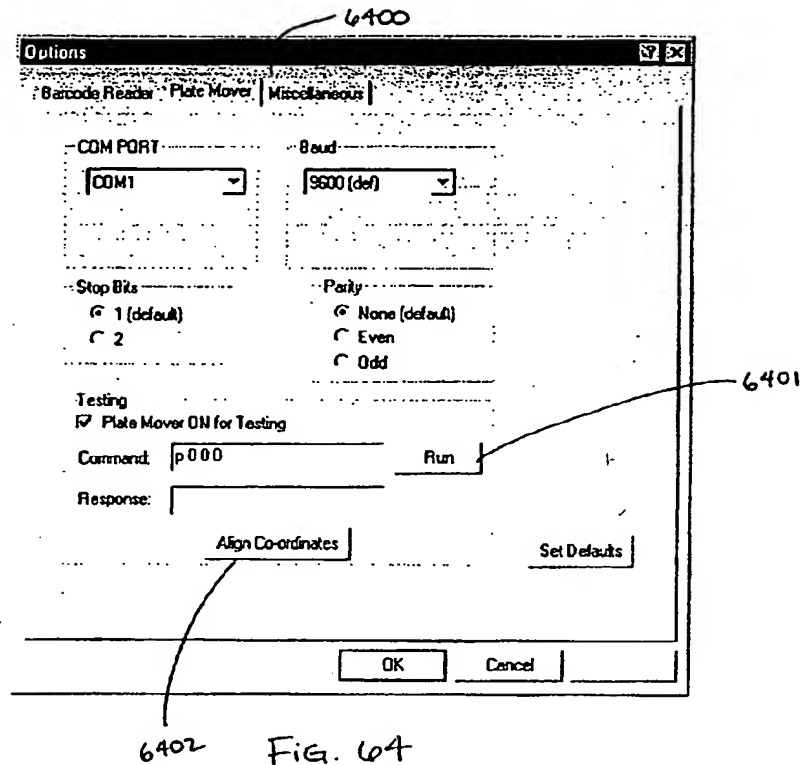 6400
Options
Barcode Reader Plate Mover Miscellaneous
COM PORT Baud
COM1 9600 (def)
Stop Bits Parity
1 (default) None (default)
2 Even
Odd
6401
Testing
Plate Mover ON for Testing
Command: p000 Run
Response:
Align Co-ordinates Set Defaults
OK Cancel
6402 FIG. 64